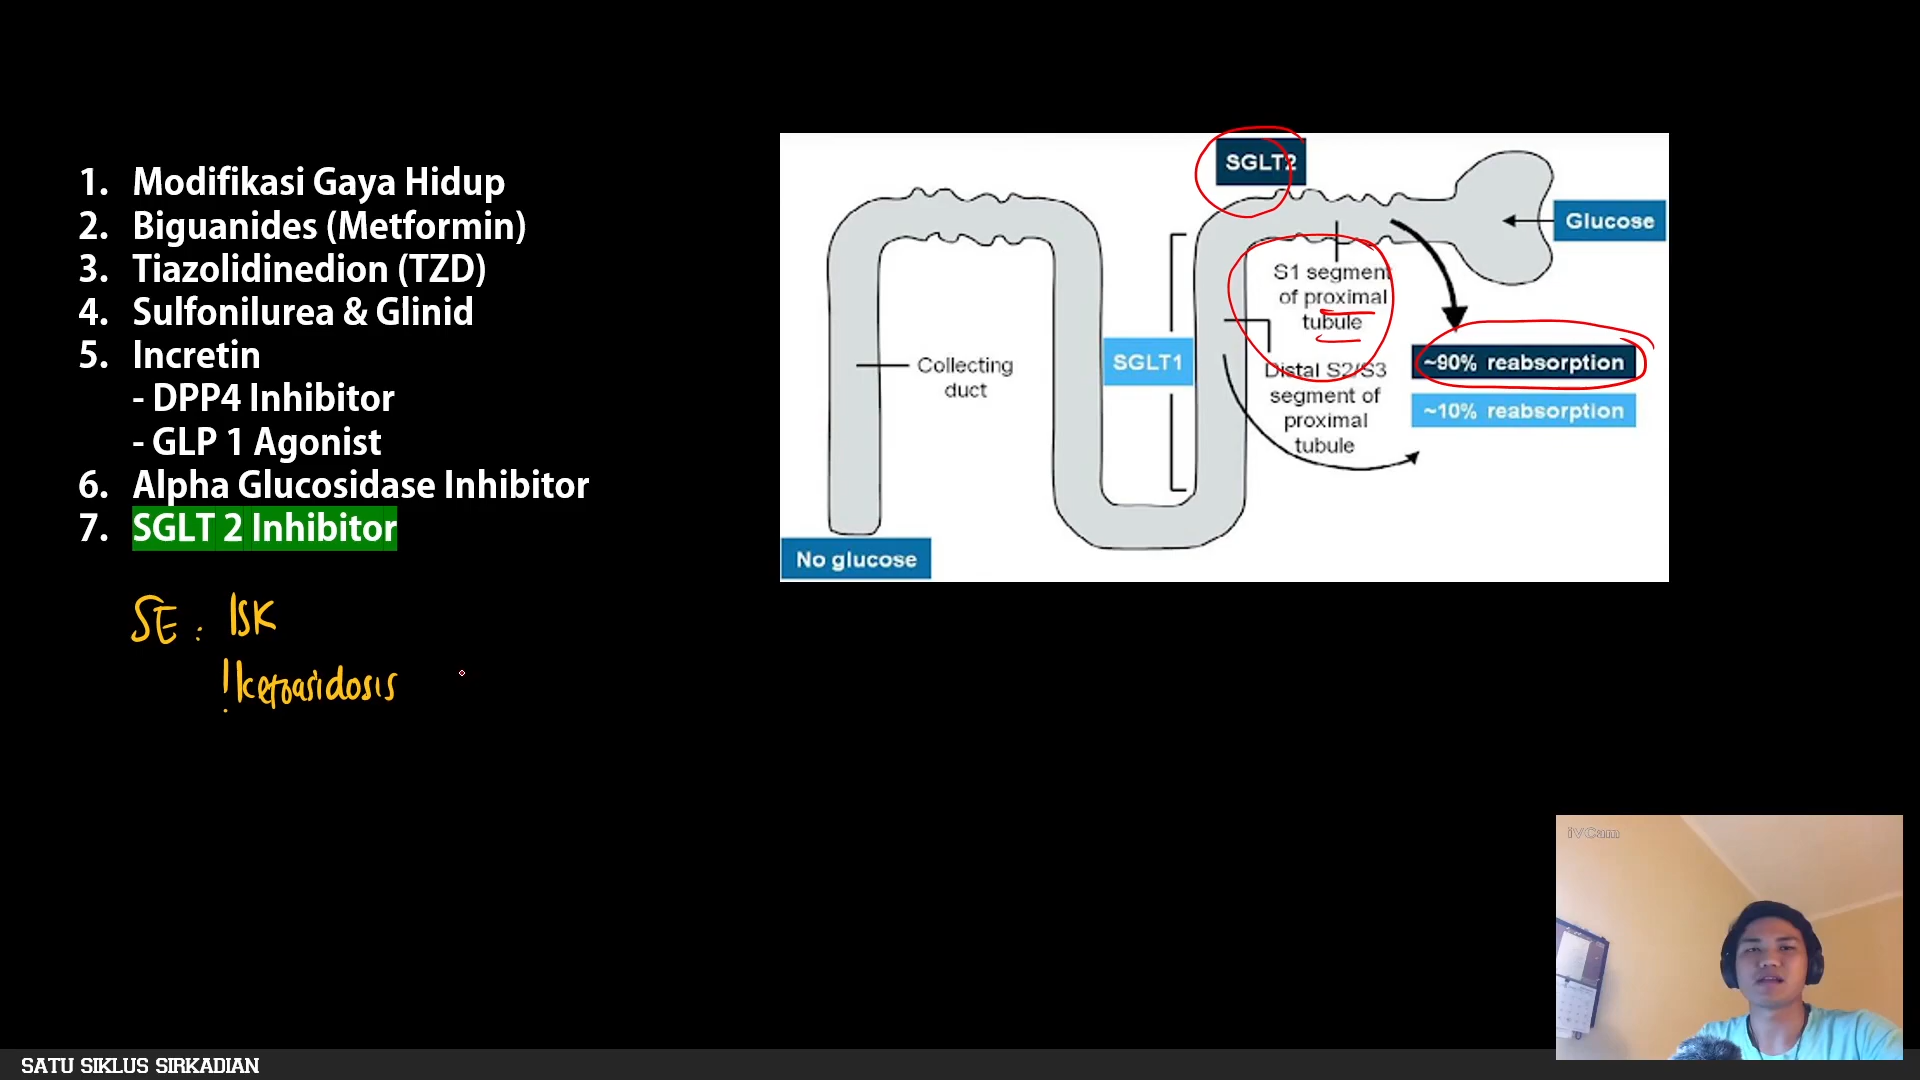 1. Modifikasi Gaya Hidup
2. Biguanides (Metformin)
3. Tiazolidinedion (TZD)
4. Sulfonilurea & Glinid
5. Incretin
- DPP4 Inhibitor
- GLP 1 Agonist
6. Alpha Glucosidase Inhibitor
7. SGLT 2 Inhibitor
SE : ISK
! ketoasidosis
SGLT2
Glucose
S1 segment
of proximal
tubule
SGLT1
Collecting
duct
Distal S2/S3
segment of
proximal
tubule
~90% reabsorption
~10% reabsorption
No glucose
iVCam
SATU SIKLUS SIRKADIAN